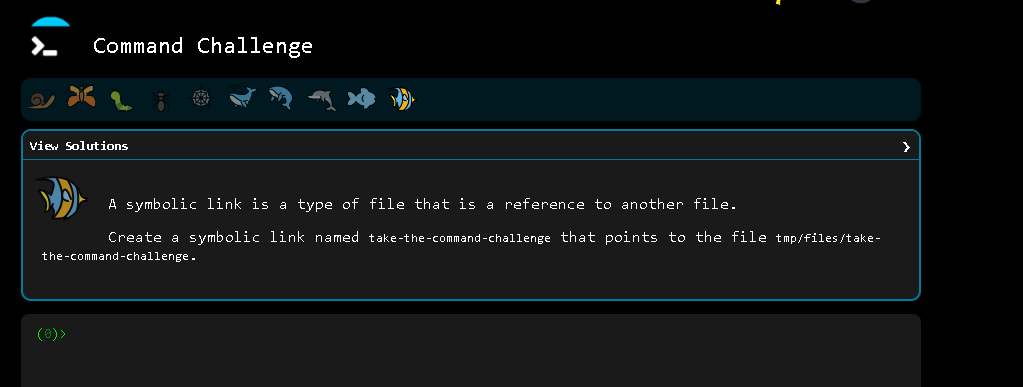 Command Challenge
View Solutions
A symbolic link is a type of file that is a reference to another file.
Create a symbolic link named take-the-command-challenge that points to the file tmp/files/take-
the-command-challenge.
(0)>